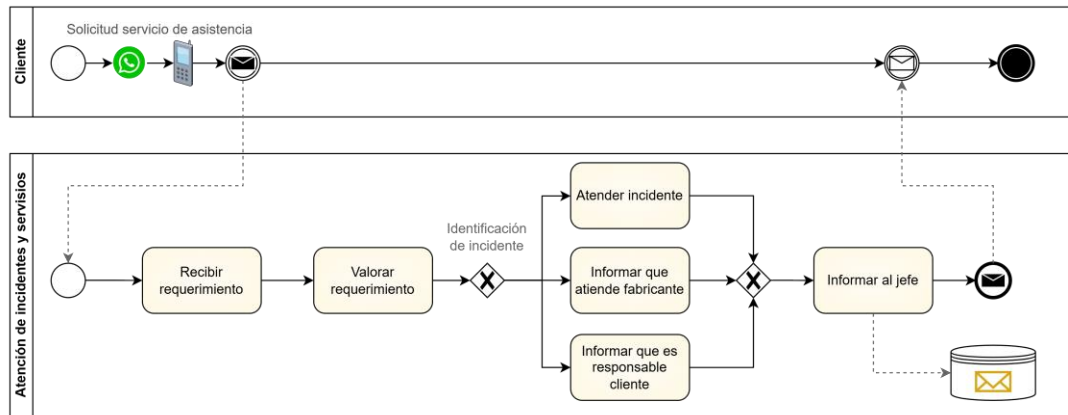 Solicitud servicio de asistencia
Cliente
Atención de incidentes y servisios
Recibir
requerimiento
Valorar
requerimiento
Identificación
de incidente
Atender incidente
Informar que
atiende fabricante
Informar que es
responsable
cliente
Informar al jefe